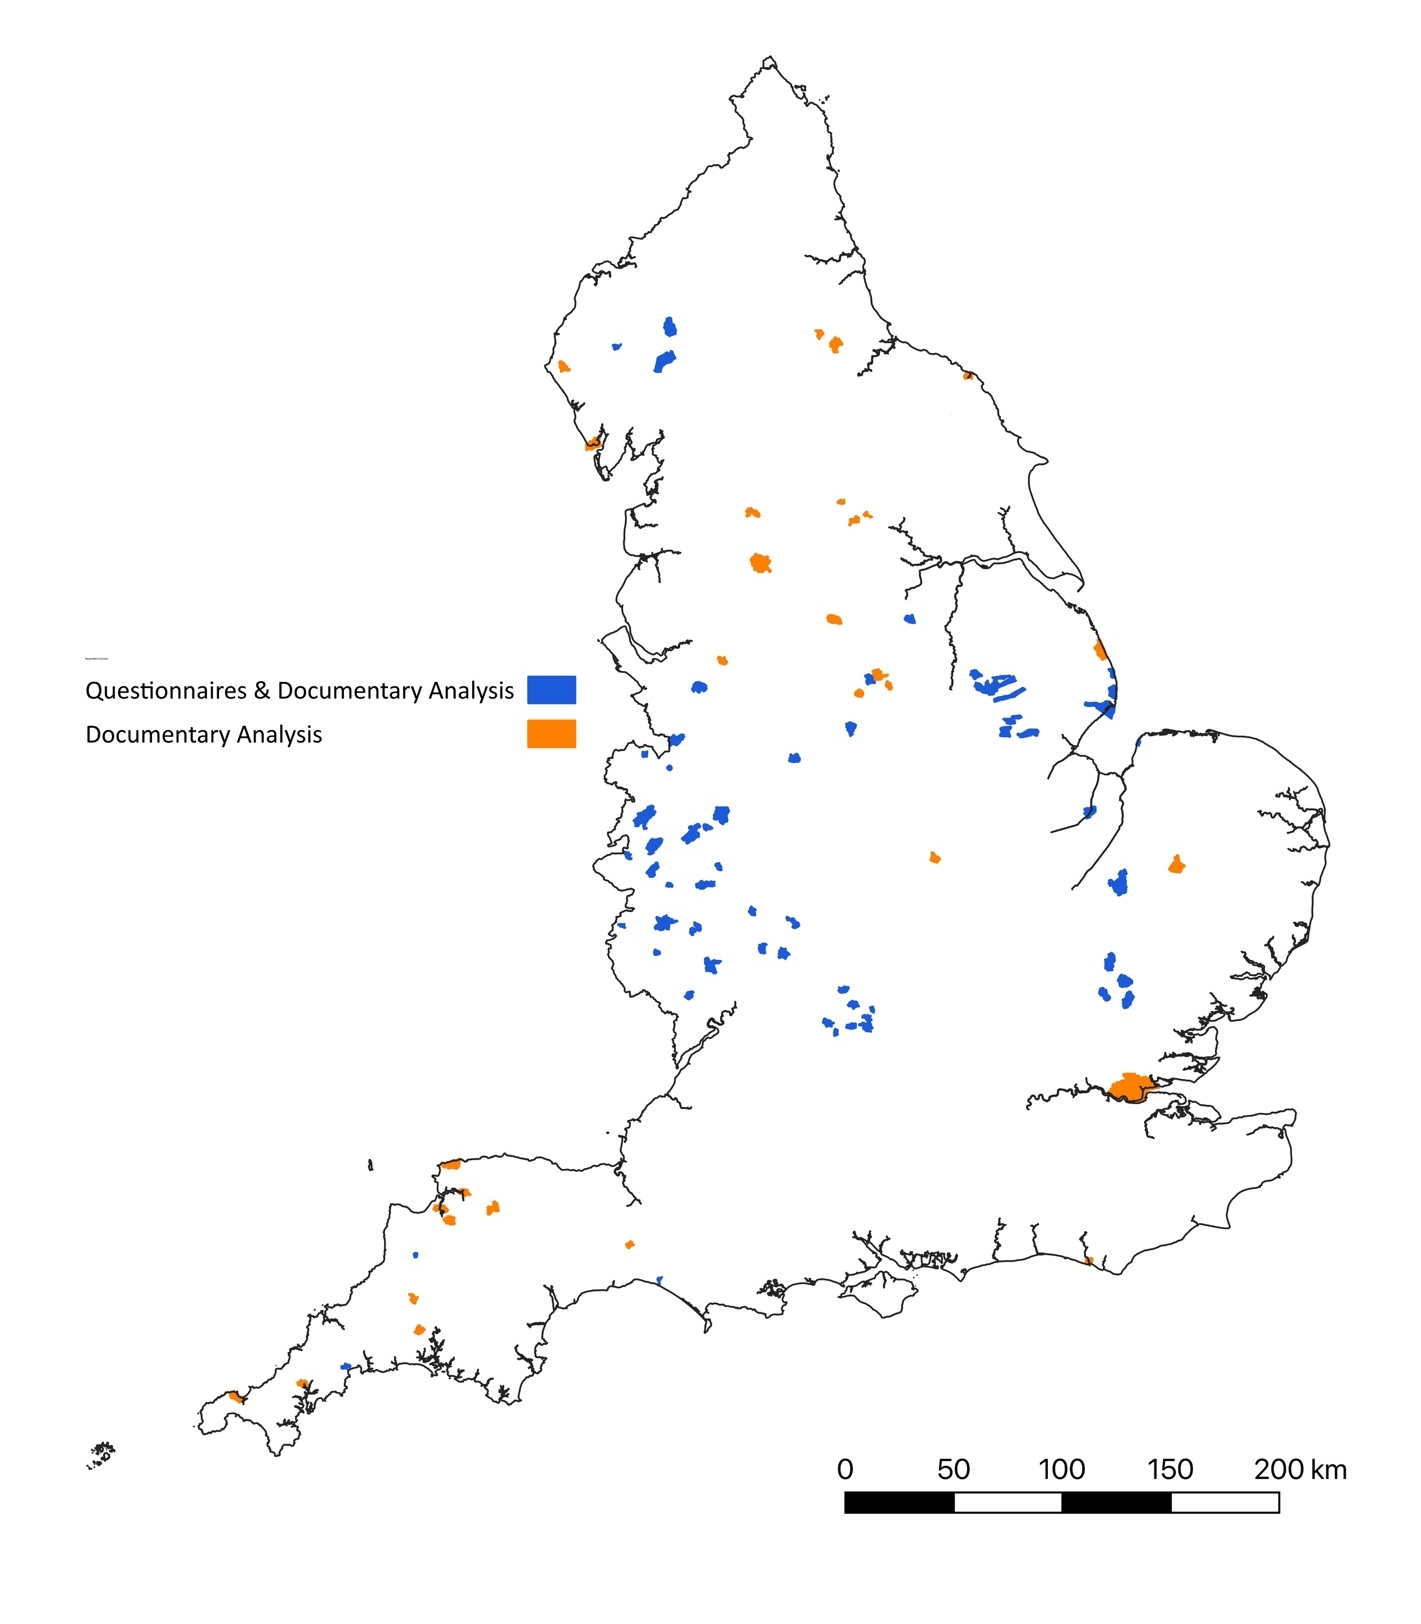 Questionnaires & Documentary Analysis
Documentary Analysis
0 50 100 150 200 km